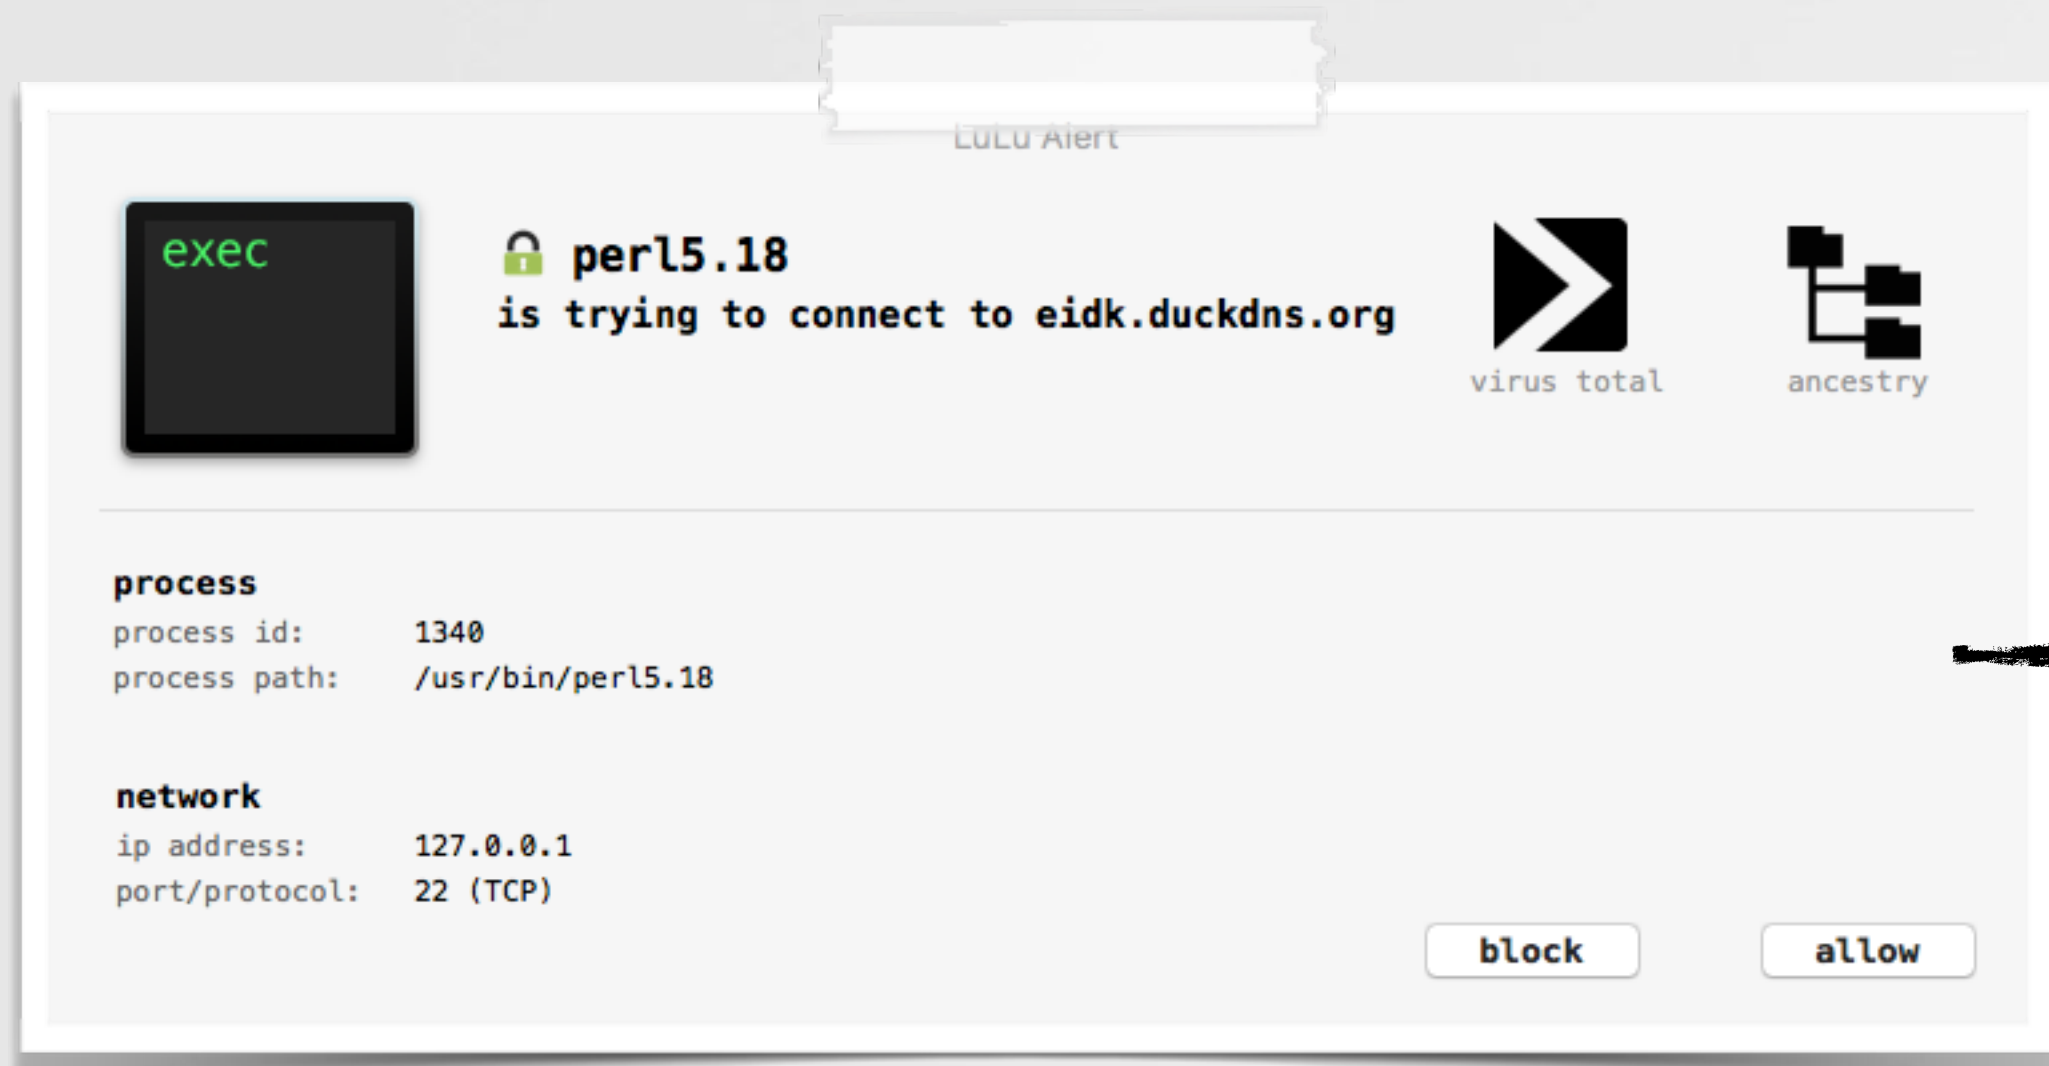 LuLu Alert
exec
perl5.18
is trying to connect to eidk.duckdns.org
virus total
ancestry
process
process id: 1340
process path: /usr/bin/perl5.18
network
ip address: 127.0.0.1
port/protocol: 22 (TCP)
block
allow